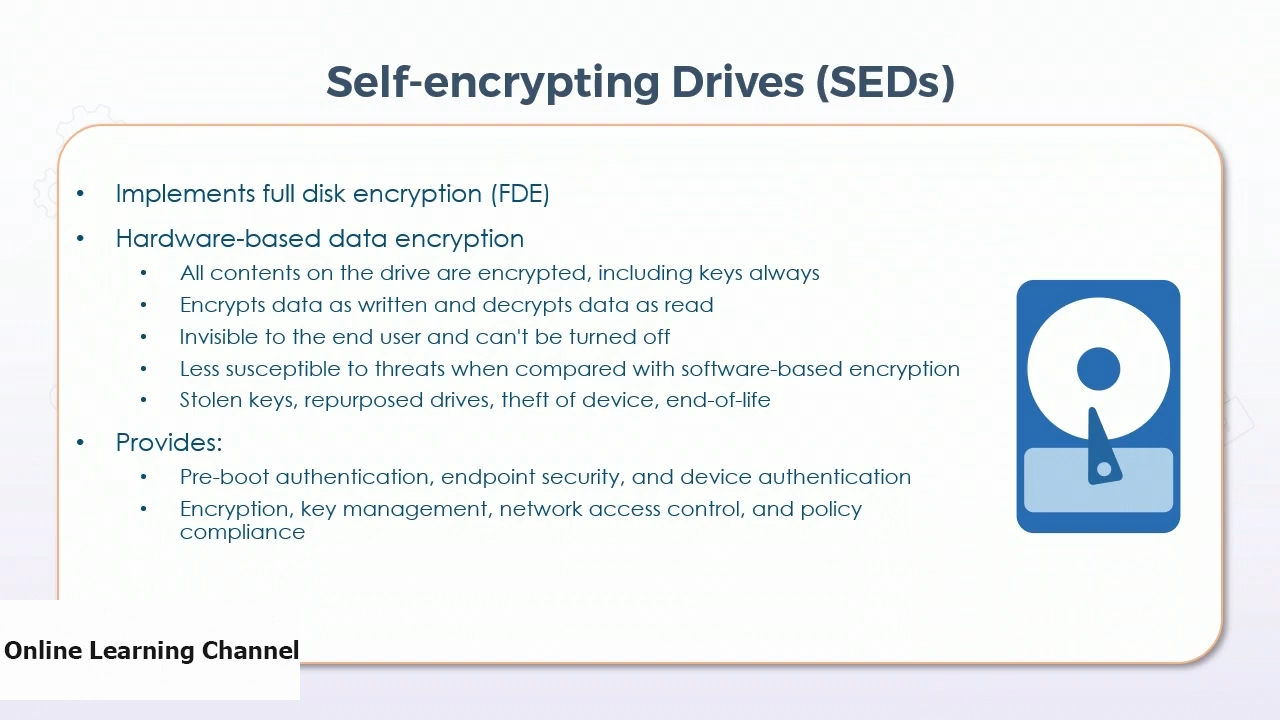 Self-encrypting Drives (SEDs)
• Implements full disk encryption (FDE)
• Hardware-based data encryption
• All contents on the drive are encrypted, including keys always
• Encrypts data as written and decrypts data as read
• Invisible to the end user and can't be turned off
• Less susceptible to threats when compared with software-based encryption
• Stolen keys, repurposed drives, theft of device, end-of-life
• Provides:
• Pre-boot authentication, endpoint security, and device authentication
• Encryption, key management, network access control, and policy
compliance
Online Learning Channel